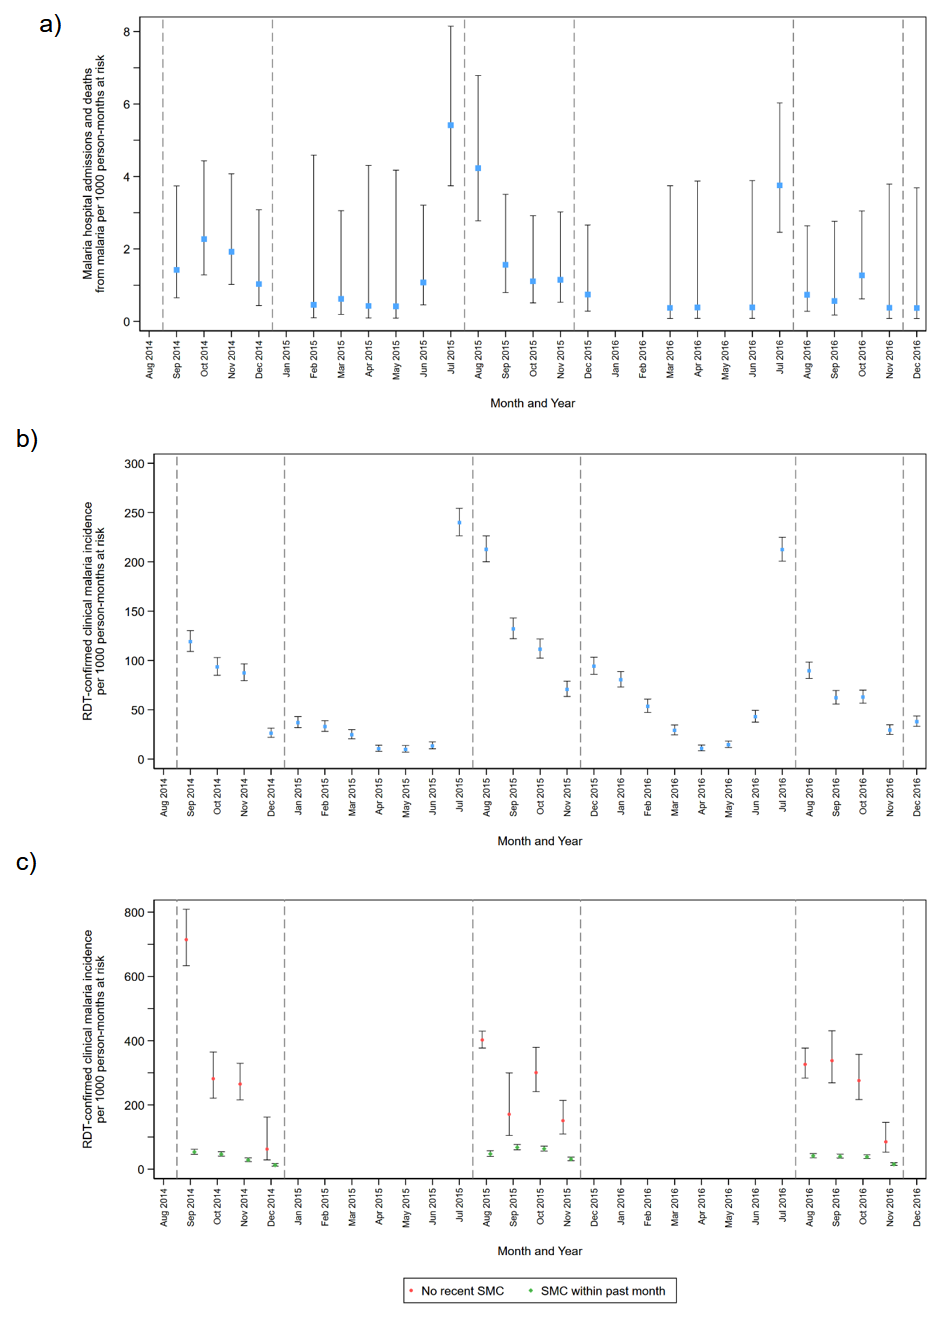 a)
Malaria hospital admissions and deaths
from malaria per 1000 person-months at risk
8
6
4
2
0
Aug 2014
Sep 2014
Oct 2014
Nov 2014
Dec 2014
Jan 2015
Feb 2015
Mar 2015
Apr 2015
May 2015
Jun 2015
Jul 2015
Aug 2015
Sep 2015
Oct 2015
Nov 2015
Dec 2015
Jan 2016
Feb 2016
Mar 2016
Apr 2016
May 2016
Jun 2016
Jul 2016
Aug 2016
Sep 2016
Oct 2016
Nov 2016
Dec 2016
Month and Year
b)
RDT-confirmed clinical malaria incidence
per 1000 person-months at risk
300
250
200
150
100
50
0
Aug 2014
Sep 2014
Oct 2014
Nov 2014
Dec 2014
Jan 2015
Feb 2015
Mar 2015
Apr 2015
May 2015
Jun 2015
Jul 2015
Aug 2015
Sep 2015
Oct 2015
Nov 2015
Dec 2015
Jan 2016
Feb 2016
Mar 2016
Apr 2016
May 2016
Jun 2016
Jul 2016
Aug 2016
Sep 2016
Oct 2016
Nov 2016
Dec 2016
Month and Year
c)
RDT-confirmed clinical malaria incidence
per 1000 person-months at risk
800
600
400
200
0
Aug 2014
Sep 2014
Oct 2014
Nov 2014
Dec 2014
Jan 2015
Feb 2015
Mar 2015
Apr 2015
May 2015
Jun 2015
Jul 2015
Aug 2015
Sep 2015
Oct 2015
Nov 2015
Dec 2015
Jan 2016
Feb 2016
Mar 2016
Apr 2016
May 2016
Jun 2016
Jul 2016
Aug 2016
Sep 2016
Oct 2016
Nov 2016
Dec 2016
Month and Year
No recent SMC
SMC within past month